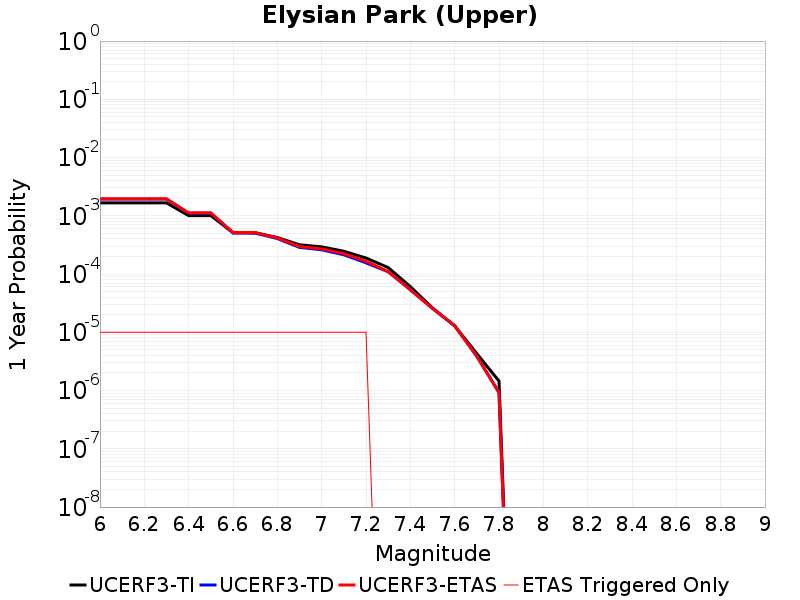 Elysian Park (Upper)
1 Year Probability
10^0
10^-1
10^-2
10^-3
10^-4
10^-5
10^-6
10^-7
10^-8
6 6.2 6.4 6.6 6.8 7 7.2 7.4 7.6 7.8 8 8.2 8.4 8.6 8.8 9
Magnitude
UCERF3-TI UCERF3-TD UCERF3-ETAS ETAS Triggered Only